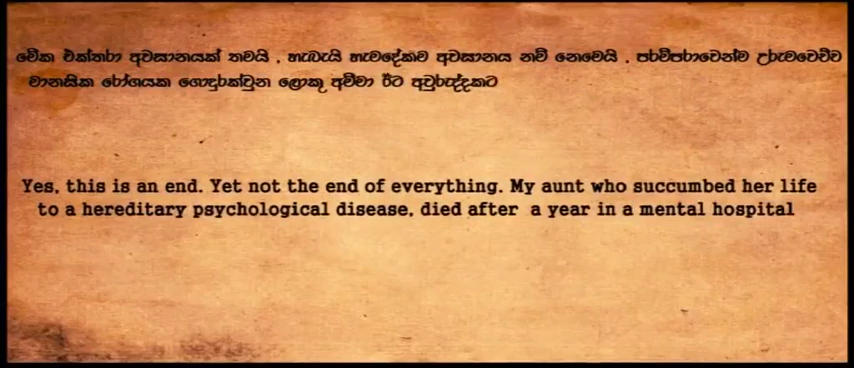 මේක එක්තරා අවසානයක් තමයි , හැබැයි හැමදේකම අවසානය නම් නෙමෙයි , පරම්පරාවෙන්ම උරුමවෙච්ච
මානසික රෝගයක ගොදුරක්වුන ලොකූ අම්මා ඊට අවුරුද්දකට
Yes, this is an end. Yet not the end of everything. My aunt who succumbed her life
to a hereditary psychological disease, died after a year in a mental hospital